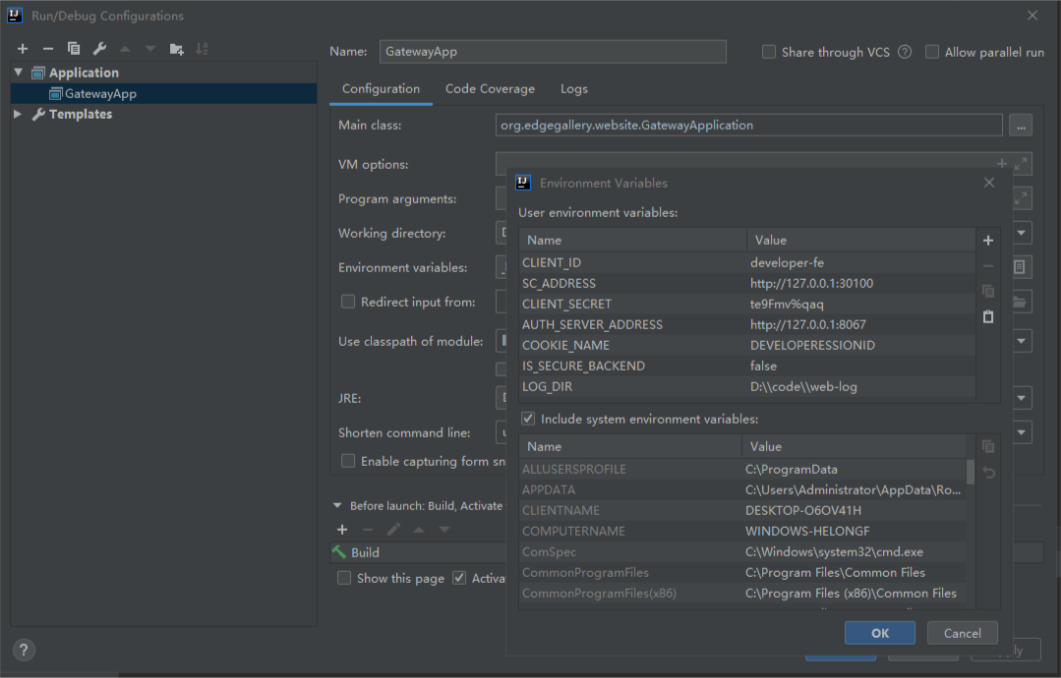 Run/Debug Configurations
Name: GatewayApp Share through VCS ? Allow parallel run
Application
GatewayApp
Templates
Configuration Code Coverage Logs
Main class: org.edgegallery.website.GatewayApplication ...
VM options:
Program arguments:
Working directory:
Environment variables:
Redirect input from:
Use classpath of module:
JRE:
Shorten command line:
Enable capturing form sn
Before launch: Build, Activate
Build
Show this page Activa
Environment Variables
User environment variables:
Name Value
CLIENT_ID developer-fe
SC_ADDRESS http://127.0.0.1:30100
CLIENT_SECRET te9Fmv%qaq
AUTH_SERVER_ADDRESS http://127.0.0.1:8067
COOKIE_NAME DEVELOPERESSIONID
IS_SECURE_BACKEND false
LOG_DIR D:\\code\\web-log
Include system environment variables:
Name Value
ALLUSERSPROFILE C:\ProgramData
APPDATA C:\Users\Administrator\AppData\Ro...
CLIENTNAME DESKTOP-O6OV41H
COMPUTERNAME WINDOWS-HELONGF
ComSpec C:\Windows\system32\cmd.exe
CommonProgramFiles C:\Program Files\Common Files
CommonProgramFiles(x86) C:\Program Files (x86)\Common Files
OK Cancel
?